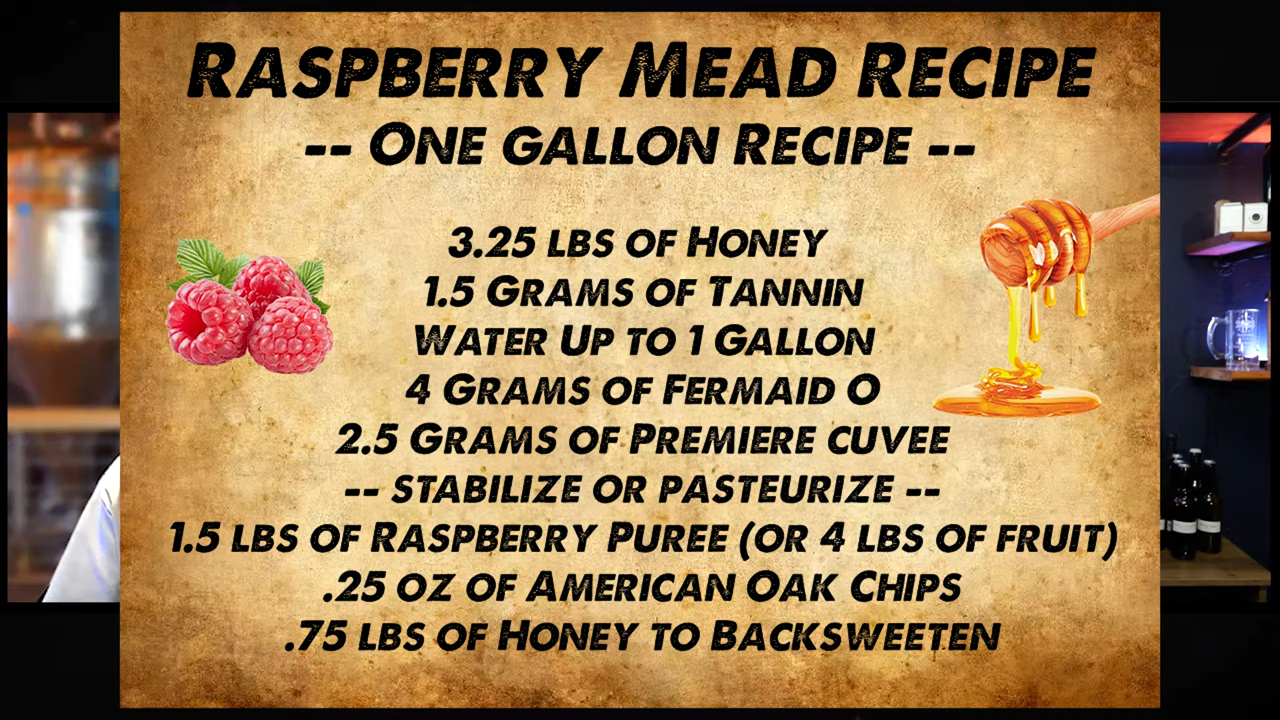 Raspberry Mead Recipe
-- One gallon Recipe --
3.25 lbs of Honey
1.5 Grams of Tannin
Water Up to 1 Gallon
4 Grams of Fermaid O
2.5 Grams of Premiere cuvee
-- stabilize or pasteurize --
1.5 lbs of Raspberry Puree (or 4 lbs of fruit)
.25 oz of American Oak Chips
.75 lbs of Honey to Backsweeten